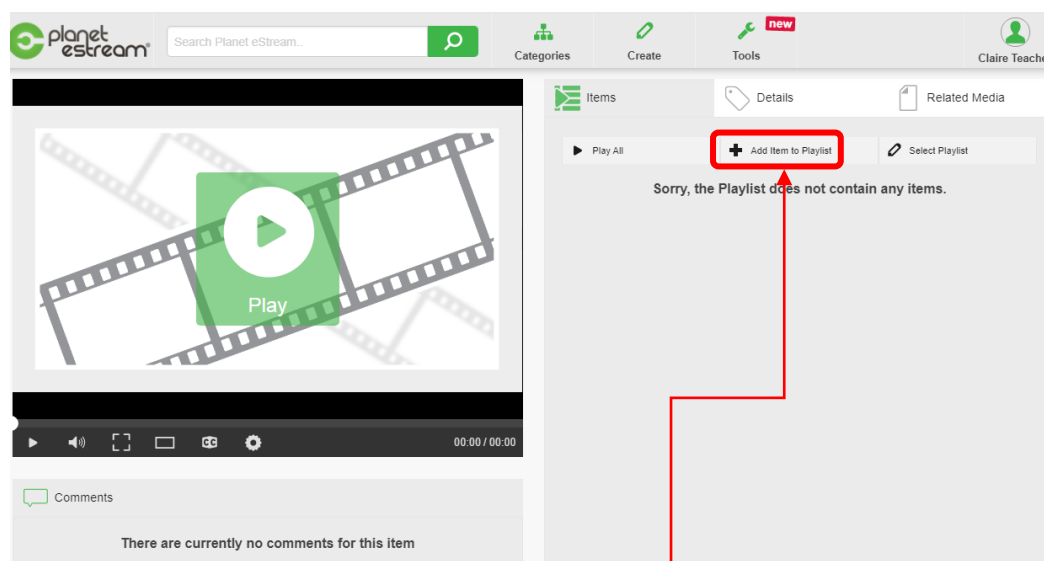 planet
estream
Search Planet eStream..
Categories
Create
new
Tools
Claire Teache
Items
Details
Related Media
Play All
Add Item to Playlist
Select Playlist
Sorry, the Playlist does not contain any items.
Play
CC
00:00 / 00:00
Comments
There are currently no comments for this item